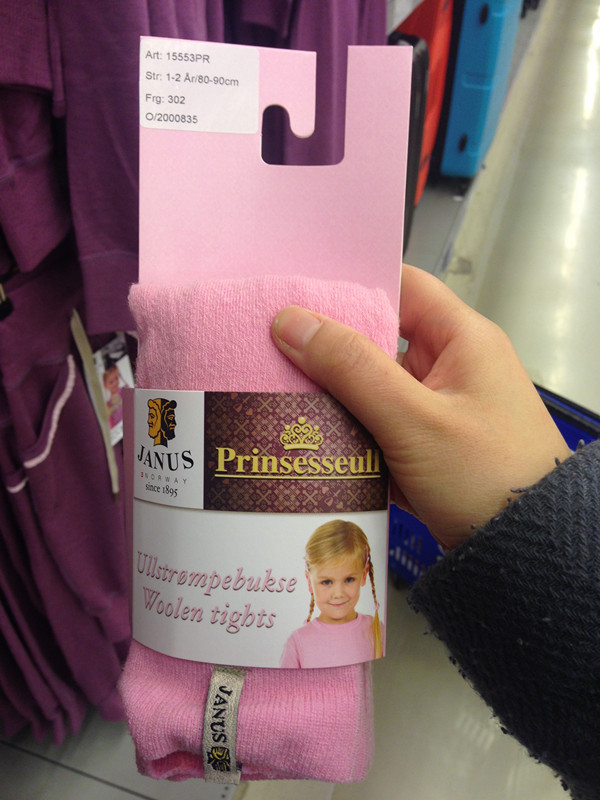 Art: 15553PR
Str: 1-2 År/80-90cm
Frg: 302
O/2000835
JANUS
NORWAY
since 1895
Prinsesseull
Ullstrømpebukse
Woolen tights
JANUS